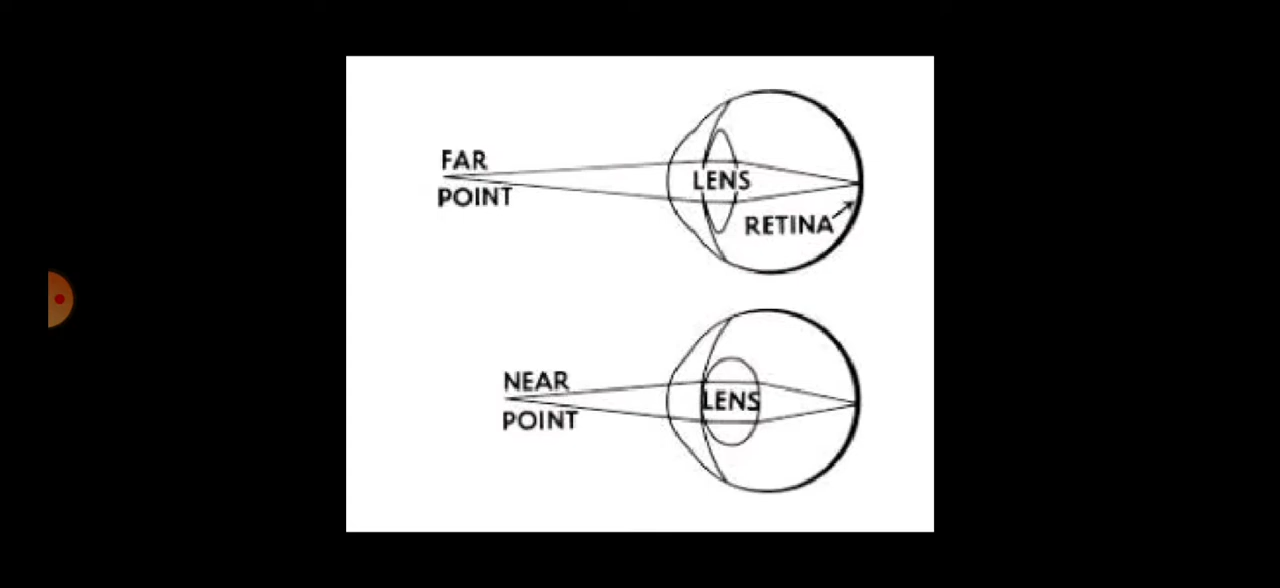 FAR
POINT
LENS
RETINA
NEAR
POINT
LENS